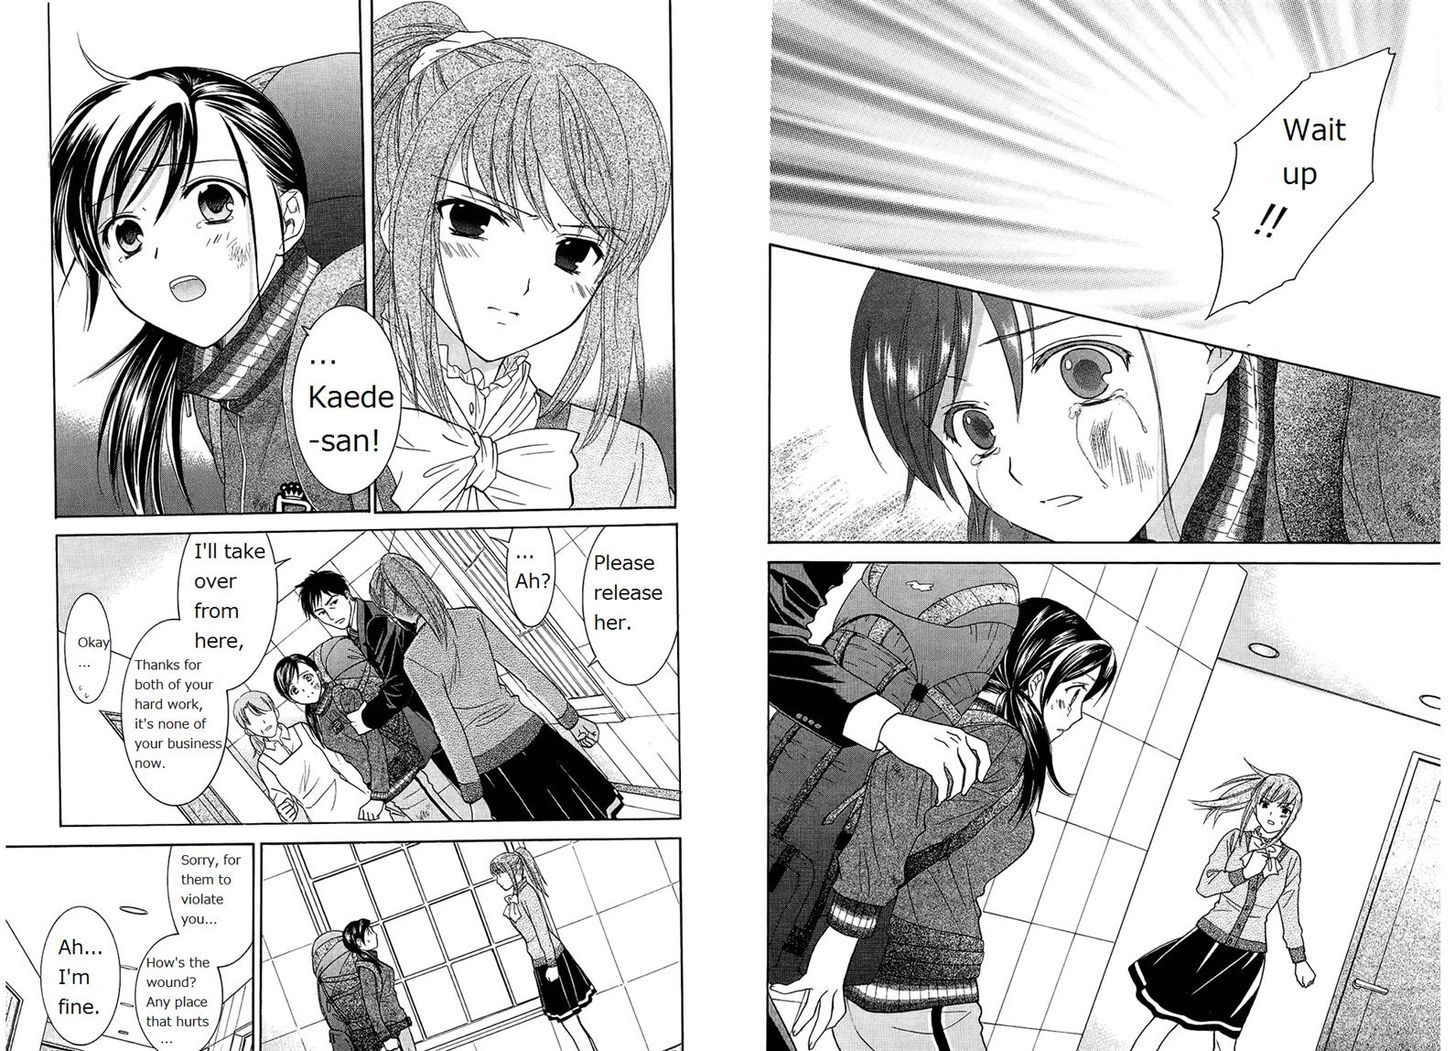 Wait
up
!!
...
Kaede
-san!
Please
release
her.
...
Ah?
I'll take
over
from
here,
Thanks for
both of your
hard work,
it's none of
your business
now.
Okay
...
Sorry, for
them to
violate
you...
How's the
wound?
Any place
that hurts
...
Ah...
I'm
fine.